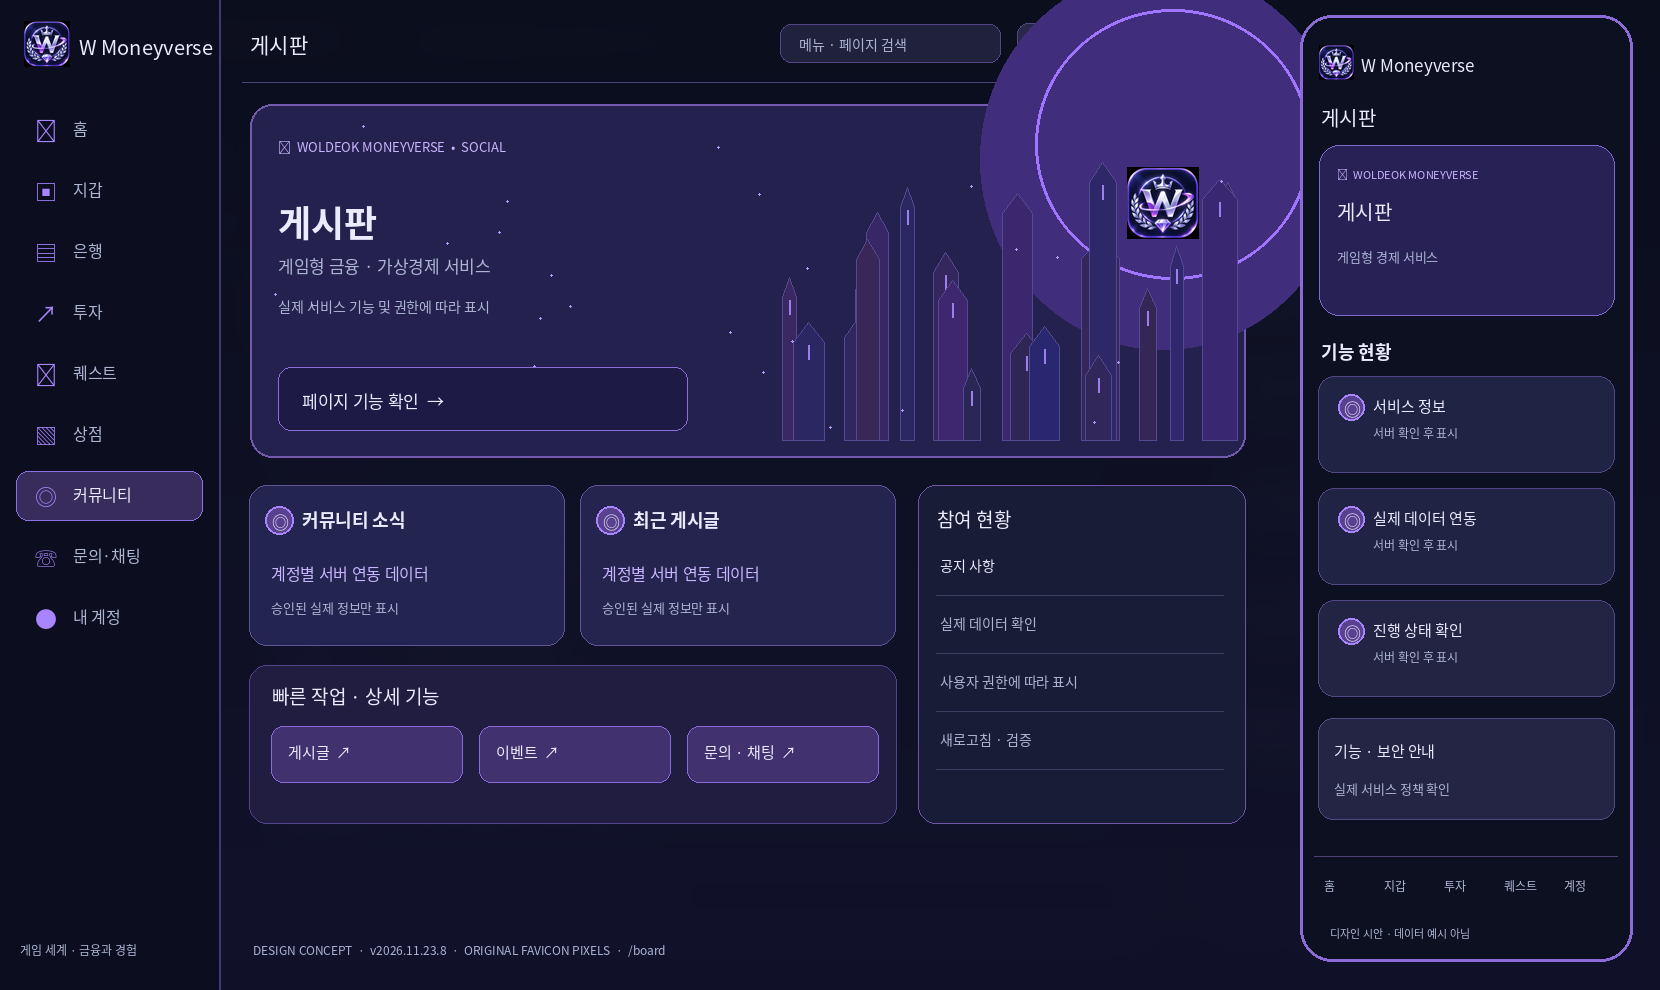 W Moneyverse
홈
지갑
은행
투자
퀘스트
상점
커뮤니티
문의·채팅
내 계정
게임 세계 · 금융과 경험
게시판
메뉴 · 페이지 검색
WOLDEOK MONEYVERSE • SOCIAL
게시판
게임형 금융 · 가상경제 서비스
실제 서비스 기능 및 권한에 따라 표시
페이지 기능 확인 →
W
커뮤니티 소식
계정별 서버 연동 데이터
승인된 실제 정보만 표시
최근 게시글
계정별 서버 연동 데이터
승인된 실제 정보만 표시
참여 현황
공지 사항
실제 데이터 확인
사용자 권한에 따라 표시
새로고침 · 검증
빠른 작업 · 상세 기능
게시글 ↗
이벤트 ↗
문의 · 채팅 ↗
DESIGN CONCEPT · v2026.11.23.8 · ORIGINAL FAVICON PIXELS · /board
W Moneyverse
게시판
WOLDEOK MONEYVERSE
게시판
게임형 경제 서비스
기능 현황
서비스 정보
서버 확인 후 표시
실제 데이터 연동
서버 확인 후 표시
진행 상태 확인
서버 확인 후 표시
기능 · 보안 안내
실제 서비스 정책 확인
홈 지갑 투자 퀘스트 계정
디자인 시안 · 데이터 예시 아님